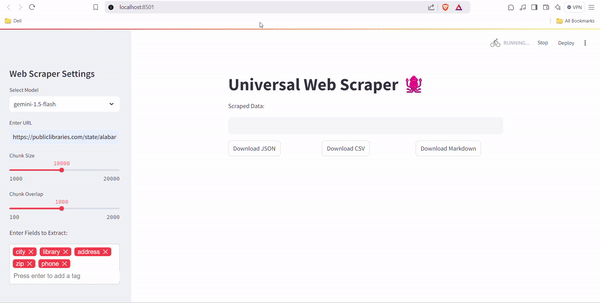 localhost:8501
VPN
Dell
All Bookmarks
RUNNING...
Stop
Deploy
Web Scraper Settings
Select Model
gemini-1.5-flash
Enter URL
https://publiclibraries.com/state/alabar
Chunk Size
10000
1000
20000
Chunk Overlap
1000
100
2000
Enter Fields to Extract:
city
library
address
zip
phone
Press enter to add a tag
Universal Web Scraper
Scraped Data:
Download JSON
Download CSV
Download Markdown